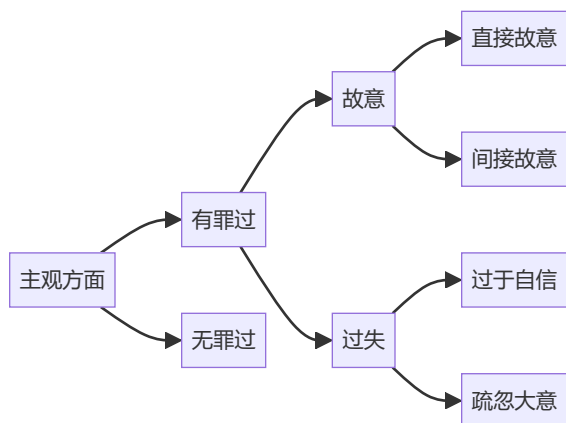 直接故意
故意
间接故意
有罪过
主观方面
过于自信
无罪过
过失
疏忽大意